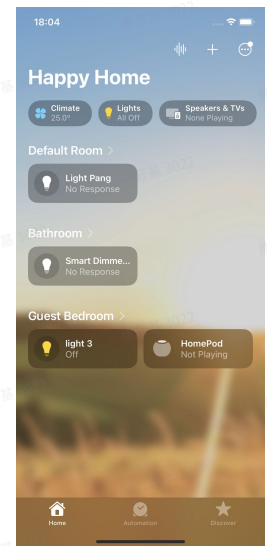 18:04
Happy Home
Climate
25.0°
Lights
All Off
Speakers & TVs
None Playing
Default Room >
Light Pang
No Response
Bathroom >
Smart Dimme...
No Response
Guest Bedroom >
light 3
Off
HomePod
Not Playing
Home
Automation
Discover